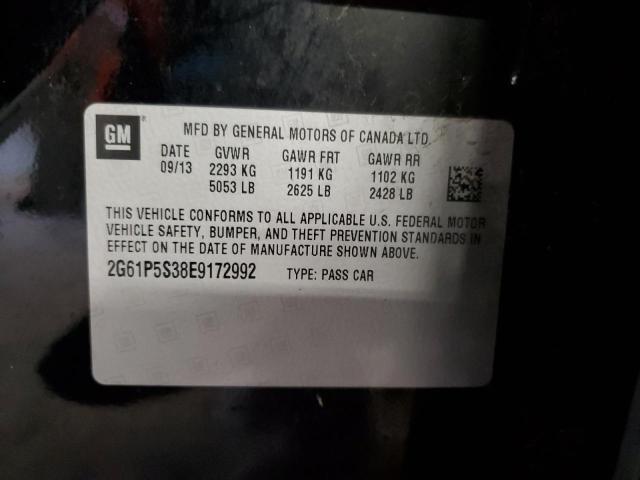 GM
MFD BY GENERAL MOTORS OF CANADA LTD.
DATE GVWR GAWR FRT GAWR RR
09/13 2293 KG 1191 KG 1102 KG
5053 LB 2625 LB 2428 LB
THIS VEHICLE CONFORMS TO ALL APPLICABLE U.S. FEDERAL MOTOR
VEHICLE SAFETY, BUMPER, AND THEFT PREVENTION STANDARDS IN
EFFECT ON THE DATE OF MANUFACTURE SHOWN ABOVE.
2G61P5S38E9172992 TYPE: PASS CAR